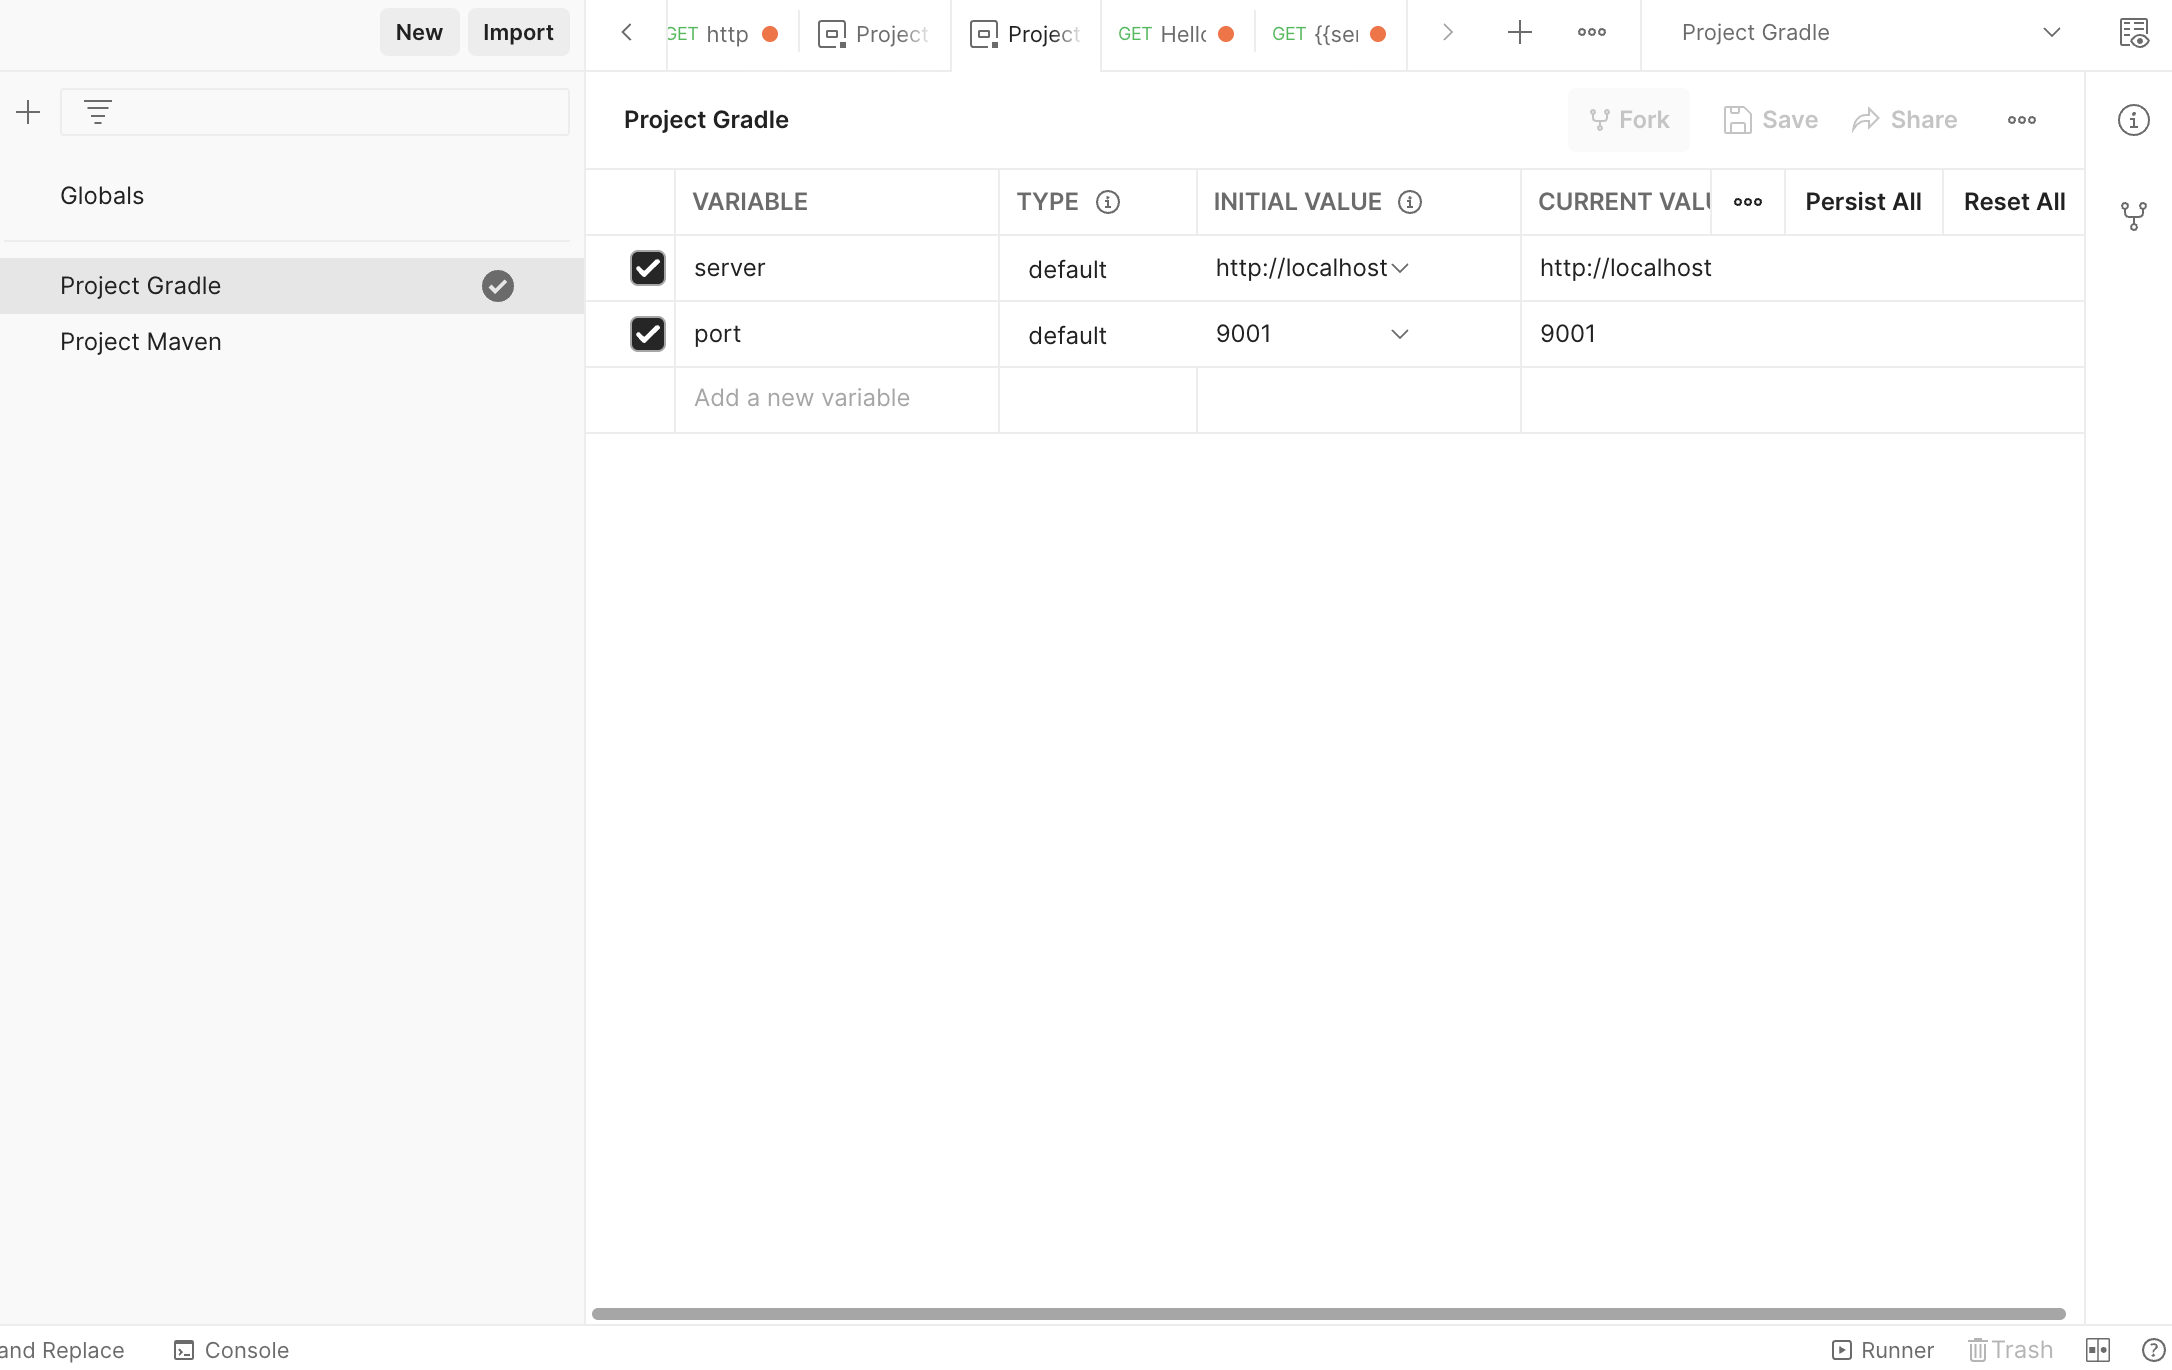 New Import GET http Project Project GET Hello GET {{ser Project Gradle
Project Gradle Fork Save Share
Globals
VARIABLE TYPE INITIAL VALUE CURRENT VALU Persist All Reset All
server default http://localhost http://localhost
Project Gradle
port default 9001 9001
Project Maven
Add a new variable
and Replace Console Runner Trash